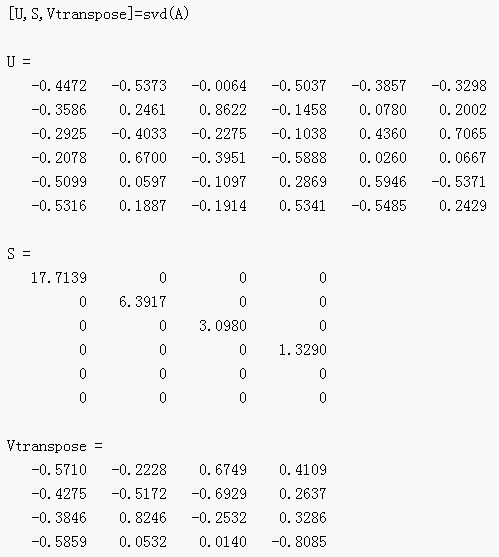 [U,S,Vtranspose]=svd(A)
U =
-0.4472 -0.5373 -0.0064 -0.5037 -0.3857 -0.3298
-0.3586 0.2461 0.8622 -0.1458 0.0780 0.2002
-0.2925 -0.4033 -0.2275 -0.1038 0.4360 0.7065
-0.2078 0.6700 -0.3951 -0.5888 0.0260 0.0667
-0.5099 0.0597 -0.1097 0.2869 0.5946 -0.5371
-0.5316 0.1887 -0.1914 0.5341 -0.5485 0.2429
S =
17.7139 0 0 0
0 6.3917 0 0
0 0 3.0980 0
0 0 0 1.3290
0 0 0 0
0 0 0 0
Vtranspose =
-0.5710 -0.2228 0.6749 0.4109
-0.4275 -0.5172 -0.6929 0.2637
-0.3846 0.8246 -0.2532 0.3286
-0.5859 0.0532 0.0140 -0.8085